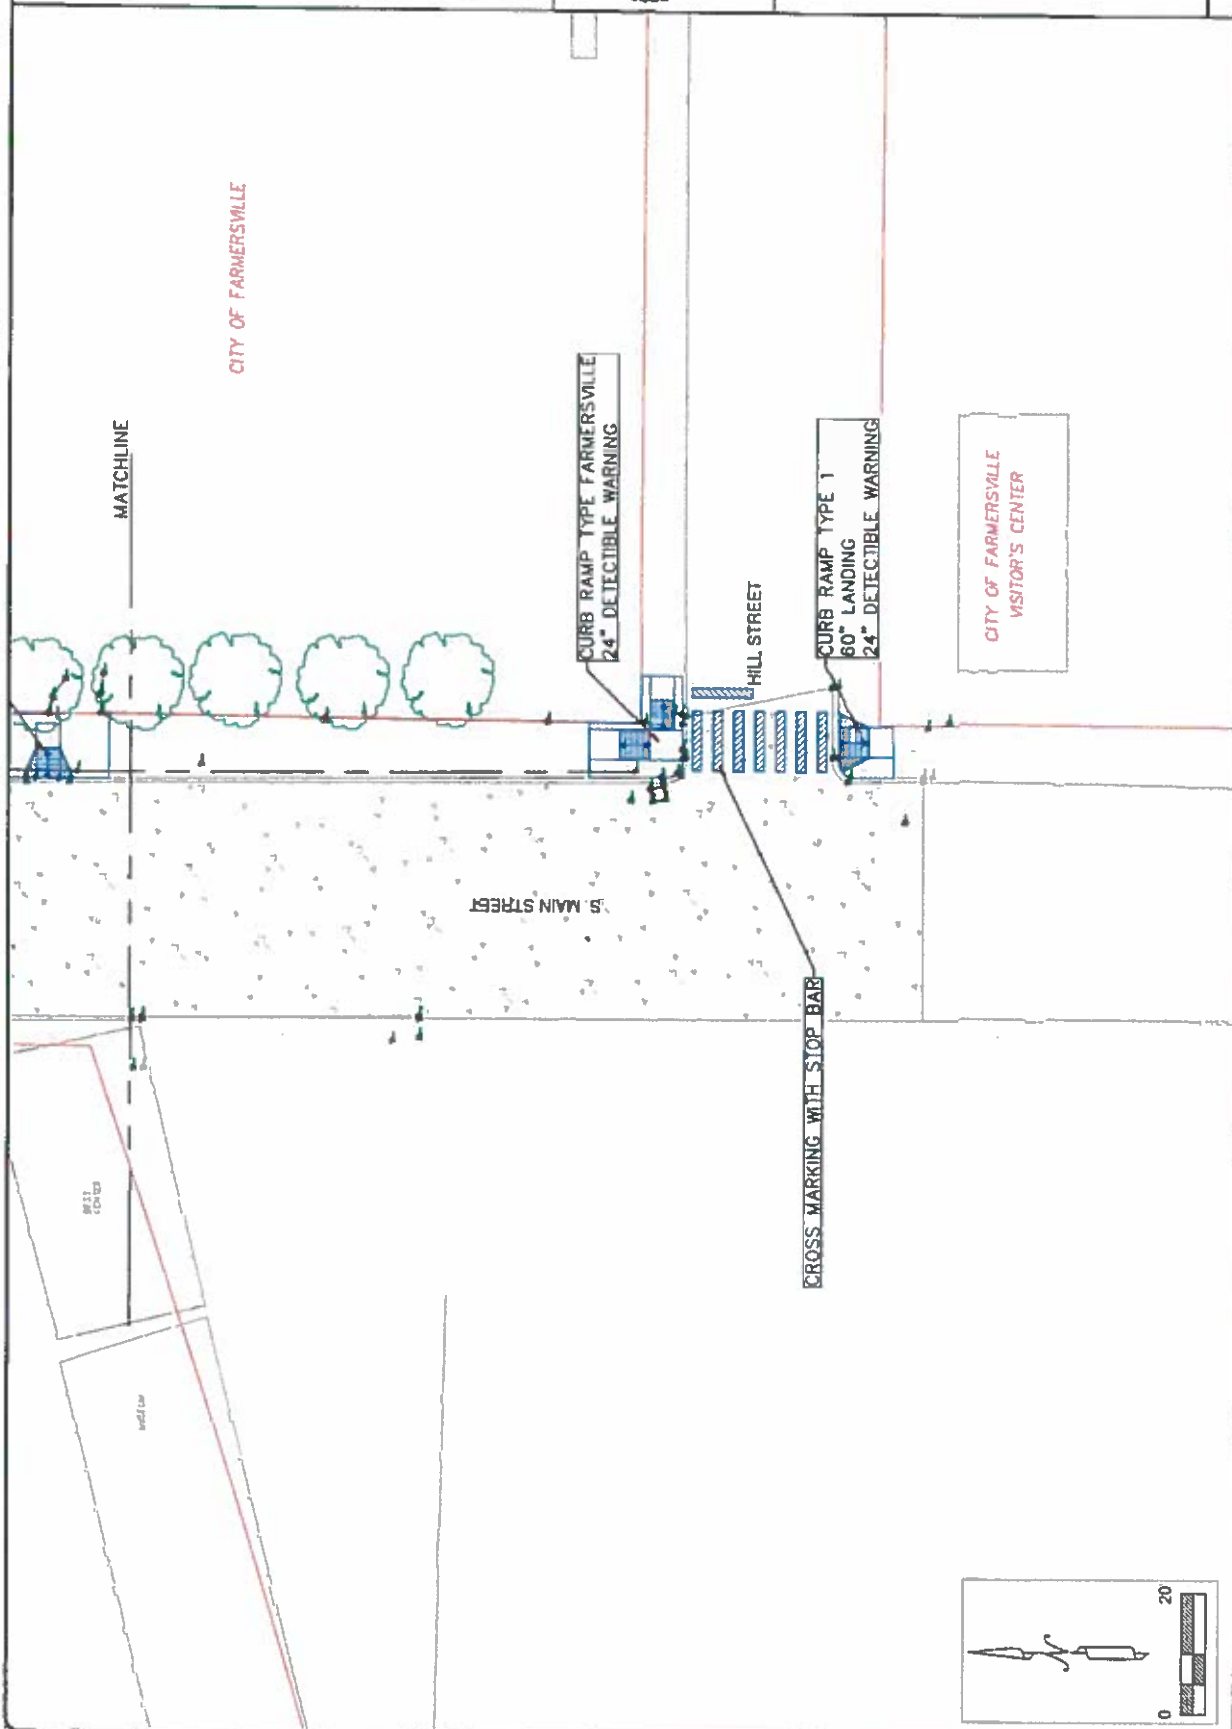 CITY OF FARMERSVILLE
MATCHLINE
CURB RAMP TYPE FARMERSVILLE
24" DETECTIBLE WARNING
HILL STREET
CURB RAMP TYPE 1
60" LANDING
24" DETECTIBLE WARNING
CITY OF FARMERSVILLE
VISITOR'S CENTER
S. MAIN STREET
CROSS MARKING WITH STOP BAR
0
20'